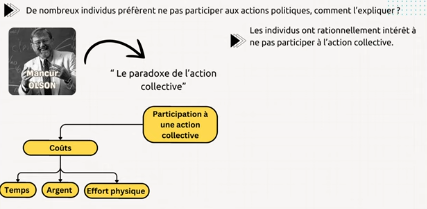 De nombreux individus préfèrent ne pas participer aux actions politiques, comment l'expliquer ?
Mancur
OLSON
“ Le paradoxe de l'action
collective”
Les individus ont rationnellement intérêt à
ne pas participer à l'action collective.
Participation à
une action
collective
Coûts
Temps
Argent
Effort physique